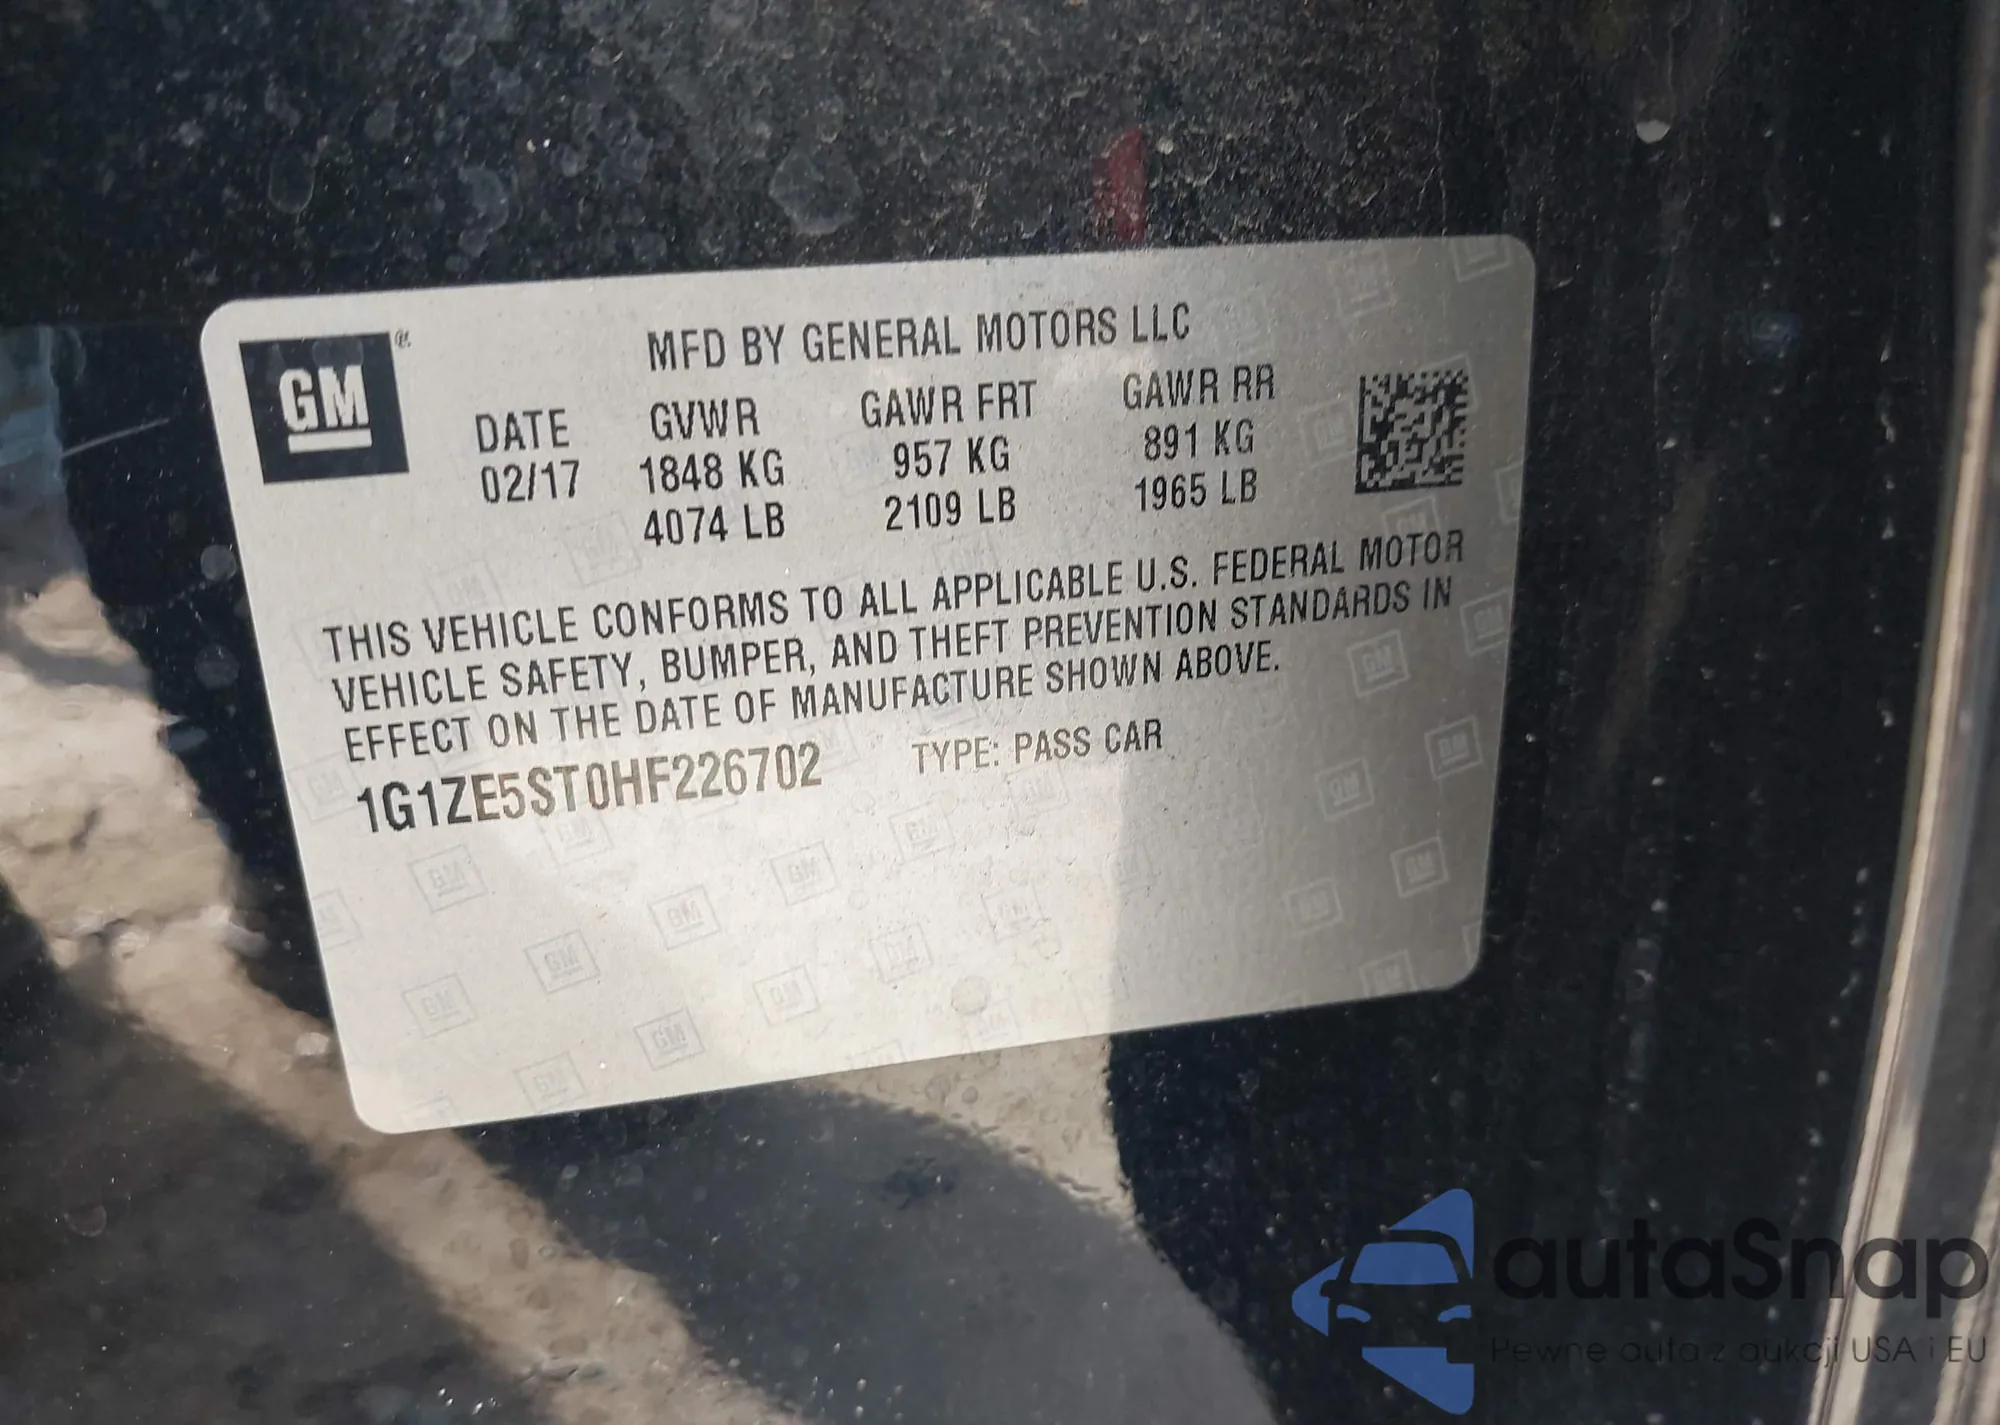 GM
MFD BY GENERAL MOTORS LLC
DATE GVWR GAWR FRT GAWR RR
02/17 1848 KG 957 KG 891 KG
4074 LB 2109 LB 1965 LB
THIS VEHICLE CONFORMS TO ALL APPLICABLE U.S. FEDERAL MOTOR
VEHICLE SAFETY, BUMPER, AND THEFT PREVENTION STANDARDS IN
EFFECT ON THE DATE OF MANUFACTURE SHOWN ABOVE.
1G1ZE5ST0HF226702 TYPE: PASS CAR
autaSnap
Pewne auta z aukcji USA i EU